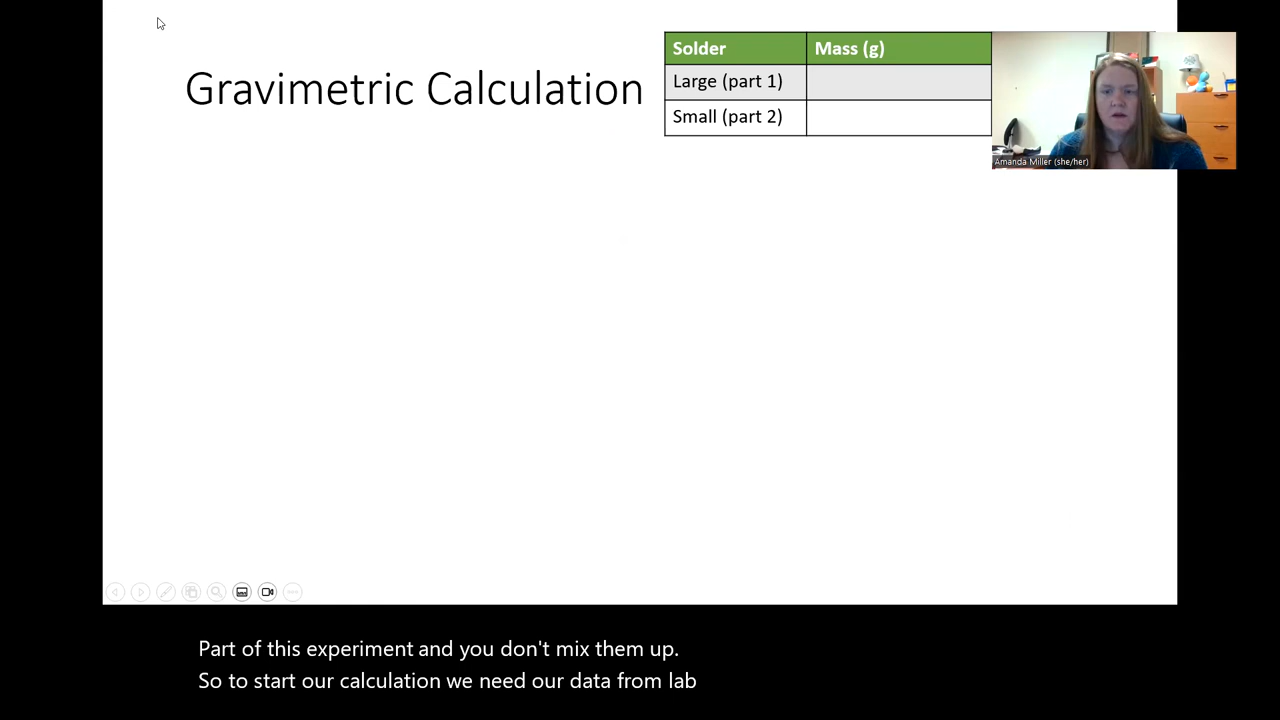 Gravimetric Calculation
Solder Mass (g)
Large (part 1)
Small (part 2)
Amanda Miller (she/her)
Part of this experiment and you don't mix them up.
So to start our calculation we need our data from lab